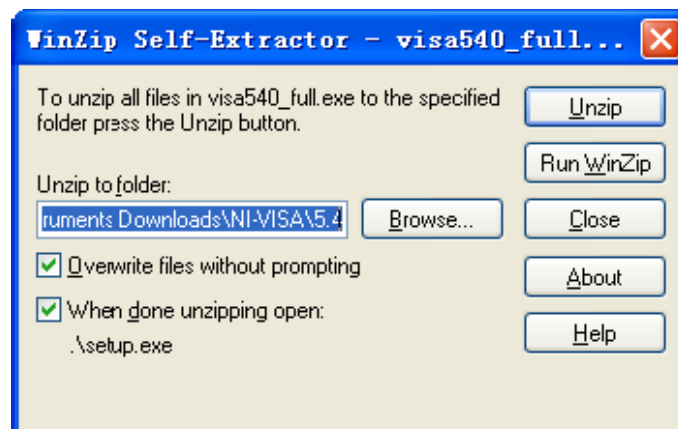 WinZip Self-Extractor - visa540_full...
To unzip all files in visa540_full.exe to the specified
folder press the Unzip button.
Unzip to folder:
ruments Downloads\NI-VISA\5.4
Browse...
Overwrite files without prompting
When done unzipping open:
.\setup.exe
Unzip
Run WinZip
Close
About
Help